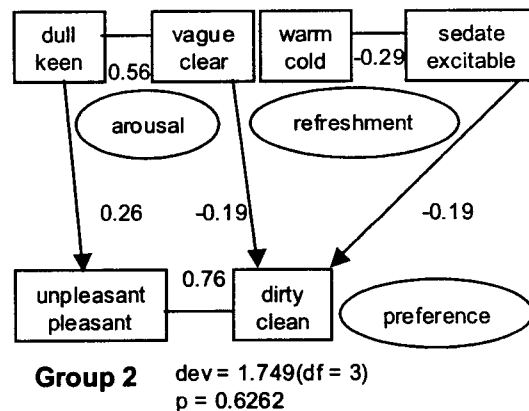 dull
keen
vague
clear
warm
cold
sedate
excitable
0.56
-0.29
arousal
refreshment
0.26
-0.19
-0.19
0.76
unpleasant
pleasant
dirty
clean
preference
Group 2
dev = 1.749(df = 3)
p = 0.6262